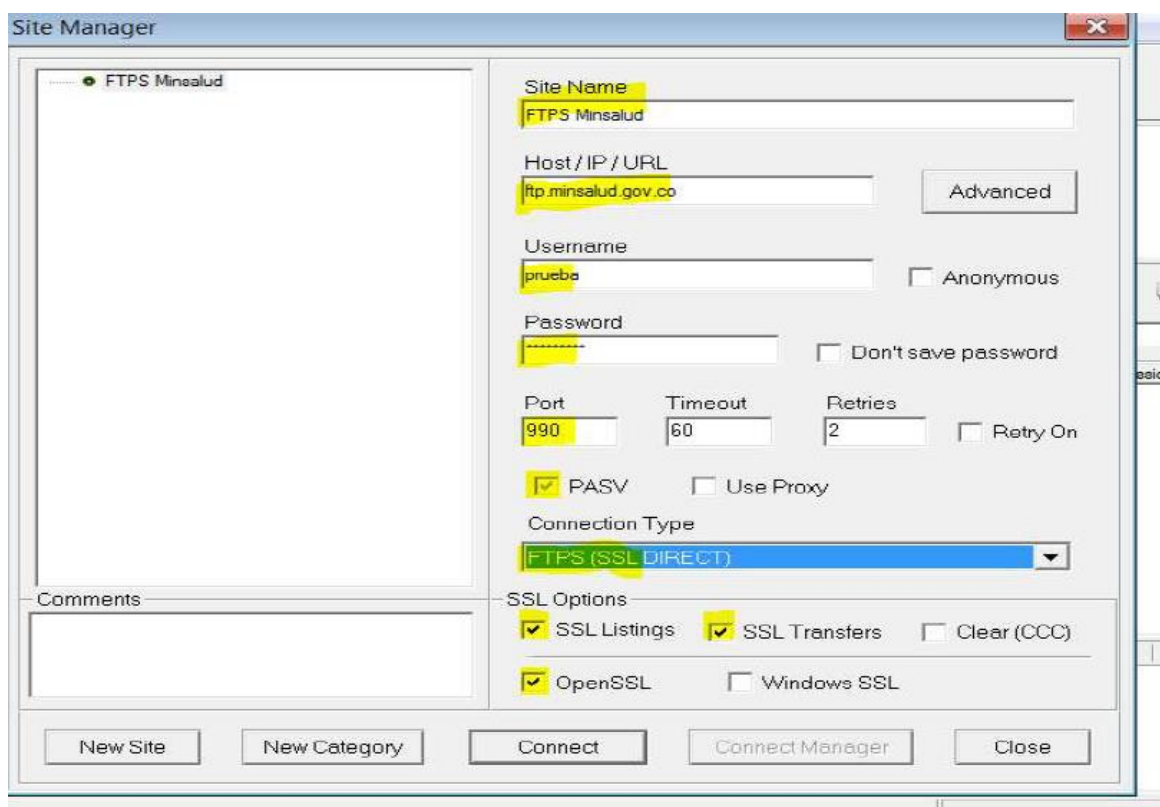 Site Manager
FTPS Minsalud
Site Name
FTPS Minsalud
Host / IP / URL
ftp.minsalud.gov.co
Advanced
Username
prueba
Anonymous
Password
*********
Don't save password
Port Timeout Retries
990 60 2 Retry On
PASV Use Proxy
Connection Type
FTPS (SSL DIRECT)
Comments
SSL Options
SSL Listings SSL Transfers Clear (CCC)
OpenSSL Windows SSL
New Site New Category Connect Connect Manager Close